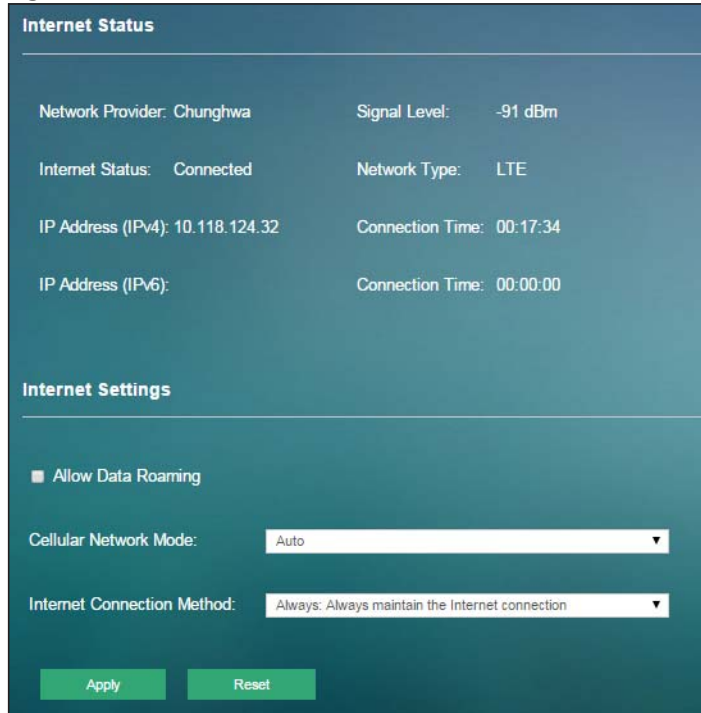 Internet Status
Network Provider: Chunghwa Signal Level: -91 dBm
Internet Status: Connected Network Type: LTE
IP Address (IPv4): 10.118.124.32 Connection Time: 00:17:34
IP Address (IPv6): Connection Time: 00:00:00
Internet Settings
Allow Data Roaming
Cellular Network Mode: Auto
Internet Connection Method: Always: Always maintain the Internet connection
Apply Reset